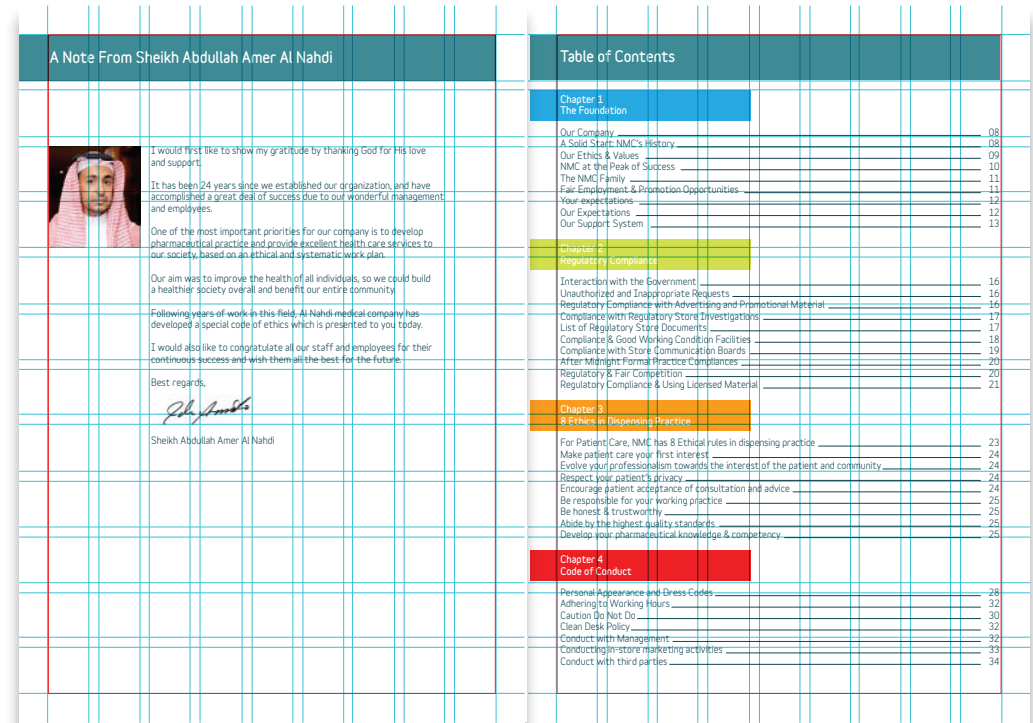 A Note From Sheikh Abdullah Amer Al Nahdi
I would first like to show my gratitude by thanking God for His love
and support.
It has been 24 years since we established our organization, and have
accomplished a great deal of success due to our wonderful management
and employees.
One of the most important priorities for our company is to develop
pharmaceutical practice and provide excellent health care services to
our society, based on an ethical and systematic work plan.
Our aim was to improve the health of all individuals, so we could build
a healthier society overall and benefit our entire community.
Following years of work in this field, Al Nahdi medical company has
developed a special code of ethics which is presented to you today.
I would also like to congratulate all our staff and employees for their
continuous success and wish them all the best for the future.
Best regards,
Sheikh Abdullah Amer Al Nahdi
Table of Contents
Chapter 1
The Foundation
Our Company 08
A Solid Start: NMC's History 08
Our Ethics & Values 09
NMC at the Peak of Success 10
The NMC Family 11
Fair Employment & Promotion Opportunities 11
Your expectations 12
Our Expectations 12
Our Support System 13
Chapter 2
Regulatory Compliance
Interaction with the Government 16
Unauthorized and Inappropriate Requests 16
Regulatory Compliance with Advertising and Promotional Material 16
Compliance with Regulatory Store Investigations 17
List of Regulatory Store Documents 17
Compliance & Good Working Condition Facilities 18
Compliance with Store Communication Boards 19
After Midnight Formal Practice Compliances 20
Regulatory & Fair Competition 20
Regulatory Compliance & Using Licensed Material 21
Chapter 3
8 Ethics in Dispensing Practice
For Patient Care, NMC has 8 Ethical rules in dispensing practice 23
Make patient care your first interest 24
Evolve your professionalism towards the interest of the patient and community 24
Respect your patient's privacy 24
Encourage patient acceptance of consultation and advice 24
Be responsible for your working practice 25
Be honest & trustworthy 25
Abide by the highest quality standards 25
Develop your pharmaceutical knowledge & competency 25
Chapter 4
Code of Conduct
Personal Appearance and Dress Codes 28
Adhering to Working Hours 32
Caution Do Not Do 30
Clean Desk Policy 32
Conduct with Management 32
Conducting in-store marketing activities 33
Conduct with third parties 34